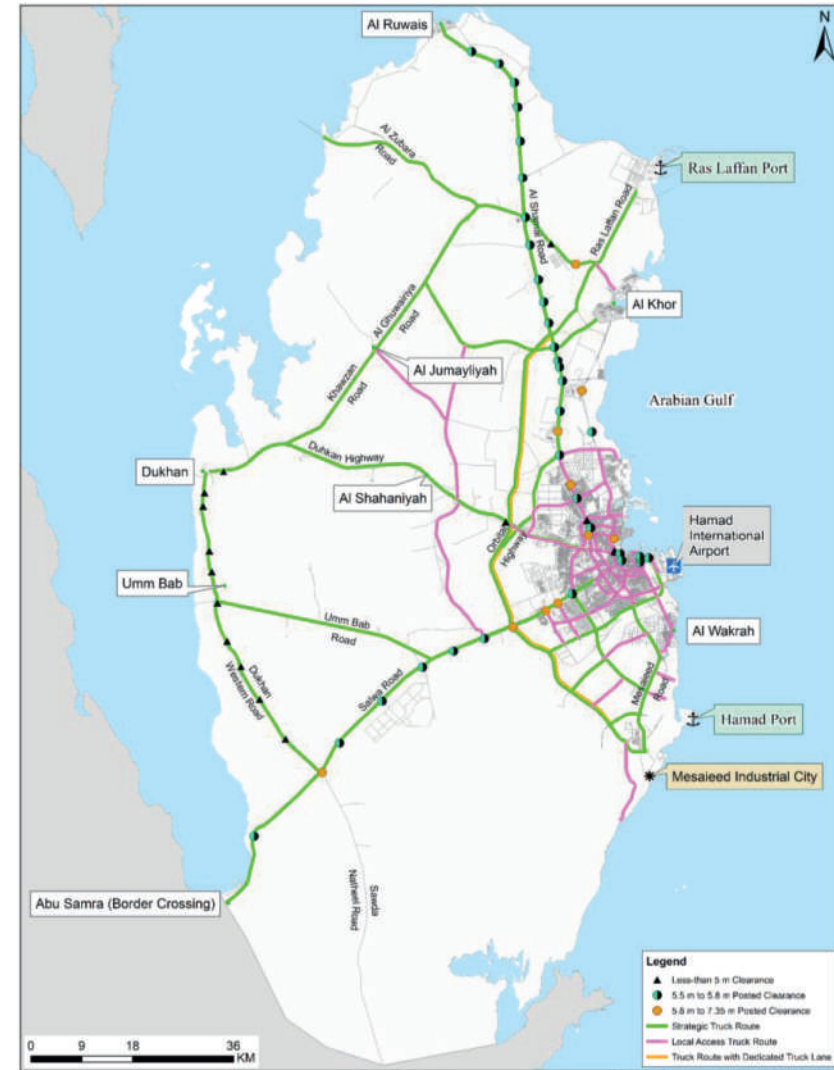 Al Ruwais
N
Al Zubara
Road
Ras Laffan Port
Al Shamal Road
Ras Laffan Road
Al Khor
Al Ghuwairiya
Road
Al Jumayliyah
Arabian Gulf
Khawzan
Road
Duhkan Highway
Dukhan
Al Shahaniyah
Orbital
Highway
Hamad
International
Airport
Umm Bab
Umm Bab
Road
Al Wakrah
Dukhan
Western Road
Salwa Road
Mesaieed
Road
Hamad Port
Mesaieed Industrial City
Abu Samra (Border Crossing)
Sawda
Natheel Road
Legend
Less-than 5 m Clearance
5.5 m to 5.8 m Posted Clearance
5.8 m to 7.35 m Posted Clearance
Strategic Truck Route
Local Access Truck Route
Truck Route with Dedicated Truck Lane
0 9 18 36
KM